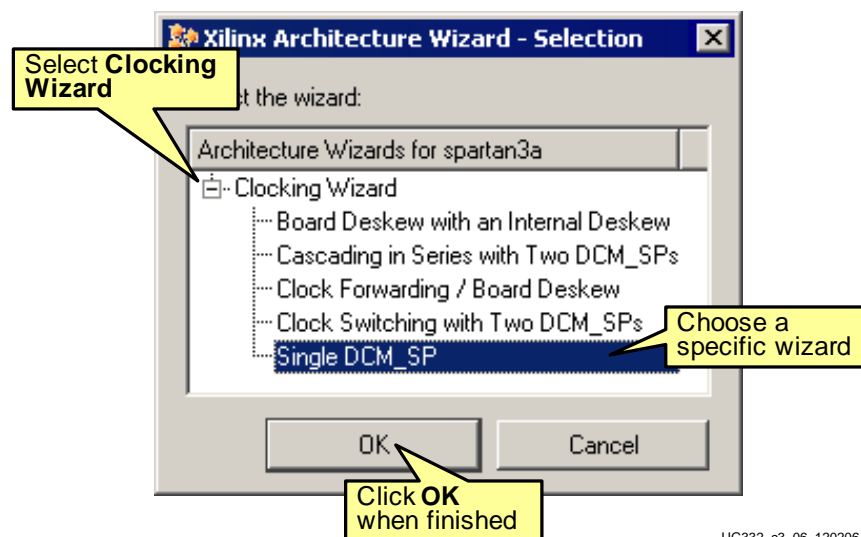 Xilinx Architecture Wizard - Selection
Select Clocking
Wizard
ct the wizard:
Architecture Wizards for spartan3a
Clocking Wizard
Board Deskew with an Internal Deskew
Cascading in Series with Two DCM_SPs
Clock Forwarding / Board Deskew
Clock Switching with Two DCM_SPs
Single DCM_SP
Choose a
specific wizard
OK
Cancel
Click OK
when finished
UG332_c3_06_120206